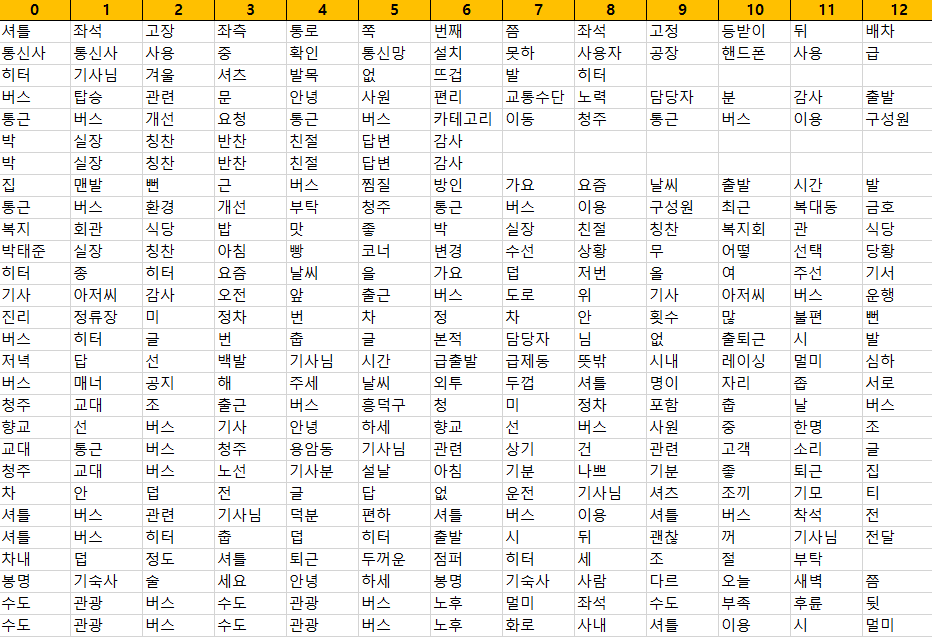 0 1 2 3 4 5 6 7 8 9 10 11 12
셔틀 좌석 고장 좌측 통로 쪽 번째 쯤 좌석 고정 등받이 뒤 배차
통신사 통신사 사용 중 확인 통신망 설치 못하 사용자 공장 핸드폰 사용 급
히터 기사님 겨울 셔츠 발목 없 뜨겁 발 히터
버스 탑승 관련 문 안녕 사원 편리 교통수단 노력 담당자 분 감사 출발
통근 버스 개선 요청 통근 버스 카테고리 이동 청주 통근 버스 이용 구성원
박 실장 칭찬 반찬 친절 답변 감사
박 실장 칭찬 반찬 친절 답변 감사
집 맨발 뻔 근 버스 찜질 방인 가요 요즘 날씨 출발 시간 발
통근 버스 환경 개선 부탁 청주 통근 버스 이용 구성원 최근 복대동 금호
복지 회관 식당 밥 맛 좋 박 실장 친절 칭찬 복지회 관 식당
박태준 실장 칭찬 아침 빵 코너 변경 수선 상황 무 어떻 선택 당황
히터 종 히터 요즘 날씨 을 가요 덥 저번 올 여 주선 기서
기사 아저씨 감사 오전 앞 출근 버스 도로 위 기사 아저씨 버스 운행
진리 정류장 미 정차 번 차 정 차 안 횟수 많 불편 뻔
버스 히터 글 번 춥 글 본적 담당자 님 없 출퇴근 시 발
저녁 답 선 백발 기사님 시간 급출발 급제동 뜻밖 시내 레이싱 멀미 심하
버스 매너 공지 해 주세 날씨 외투 두껍 셔틀 명이 자리 좁 서로
청주 교대 조 출근 버스 흥덕구 청 미 정차 포함 춥 날 버스
향교 선 버스 기사 안녕 하세 향교 선 버스 사원 중 한명 조
교대 통근 버스 청주 용암동 기사님 관련 상기 건 관련 고객 소리 글
청주 교대 버스 노선 기사분 설날 아침 기분 나쁘 기분 좋 퇴근 집
차 안 덥 전 글 답 없 운전 기사님 셔츠 조끼 기모 티
셔틀 버스 관련 기사님 덕분 편하 셔틀 버스 이용 셔틀 버스 착석 전
셔틀 버스 히터 춥 덥 히터 출발 시 뒤 괜찮 꺼 기사님 전달
차내 덥 정도 셔틀 퇴근 두꺼운 점퍼 히터 세 조 절 부탁
봉명 기숙사 술 세요 안녕 하세 봉명 기숙사 사람 다르 오늘 새벽 쯤
수도 관광 버스 수도 관광 버스 노후 멀미 좌석 수도 부족 후륜 뒷
수도 관광 버스 수도 관광 버스 노후 화로 사내 셔틀 이용 시 멀미